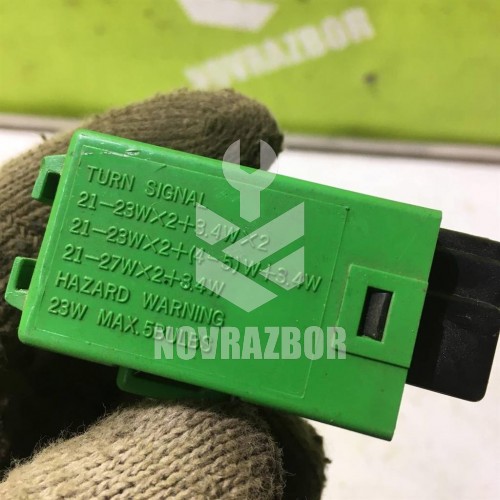 NOVRAZBOR
TURN SIGNAL
21-23W×2+3.4W×2
21-23W×2+(4-5)W+3.4W
21-27W×2+3.4W
HAZARD WARNING
23W MAX.5BULBS
NOVRAZBOR